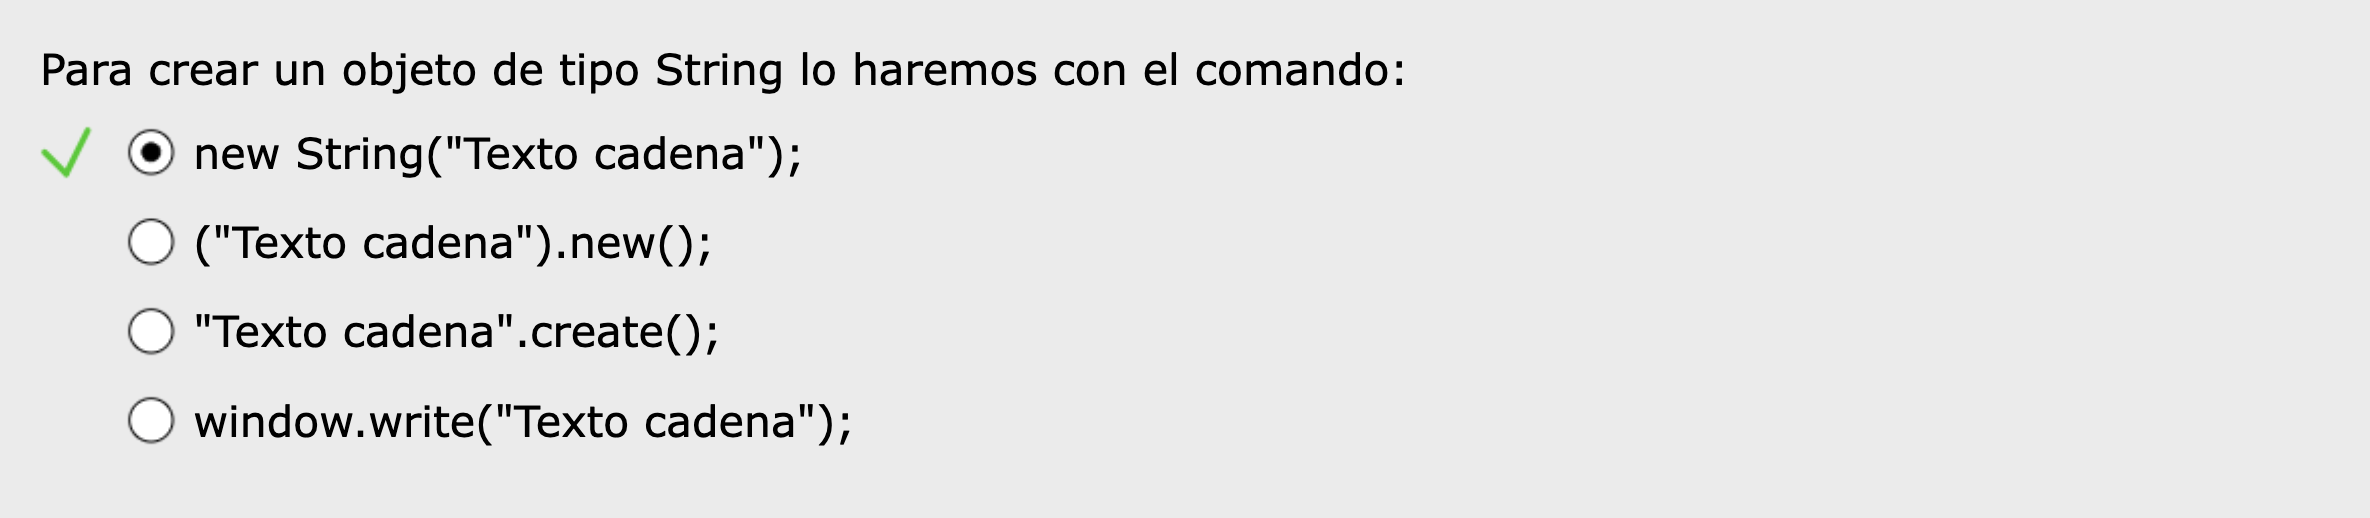 Para crear un objeto de tipo String lo haremos con el comando:
new String("Texto cadena");
("Texto cadena").new();
"Texto cadena".create();
window.write("Texto cadena");